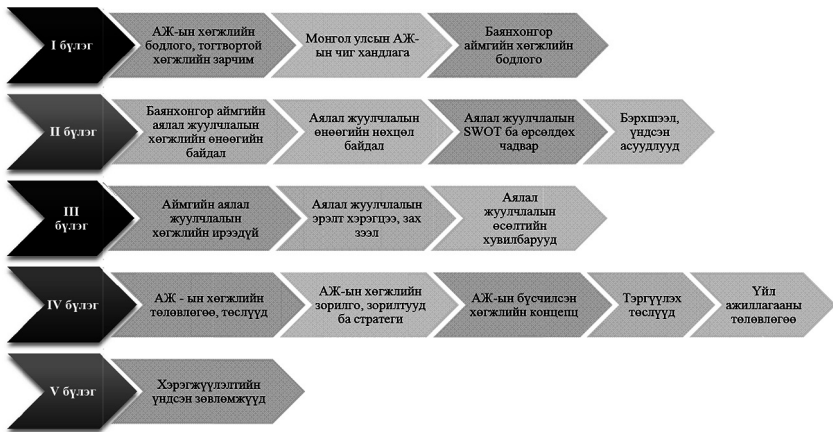 I бүлэг
АЖ-ын хөгжлийн
бодлого, тогтвортой
хөгжлийн зарчим
Монгол улсын АЖ-
ын чиг хандлага
Баянхонгор
аймгийн хөгжлийн
бодлого
II бүлэг
Баянхонгор аймгийн
аялал жуулчлалын
хөгжлийн өнөөгийн
байдал
Аялал жуулчлалын
өнөөгийн нөхцөл
байдал
Аялал жуулчлалын
SWOT ба өрсөлдөх
чадвар
Бэрхшээл,
үндсэн
асуудлууд
III
бүлэг
Аймгийн аялал
жуулчлалын
хөгжлийн ирээдүй
Аялал жуулчлалын
эрэлт хэрэгцээ, зах
зээл
Аялал
жуулчлалын
өсөлтийн
хувилбарууд
IV бүлэг
АЖ - ын хөгжлийн
төлөвлөгөө, төслүүд
АЖ-ын хөгжлийн
зорилго, зорилтууд
ба стратеги
АЖ-ын бүсчилсэн
хөгжлийн концепц
Тэргүүлэх
төслүүд
Үйл
ажиллагааны
төлөвлөгөө
V бүлэг
Хэрэгжүүлэлтийн
үндсэн зөвлөмжүүд